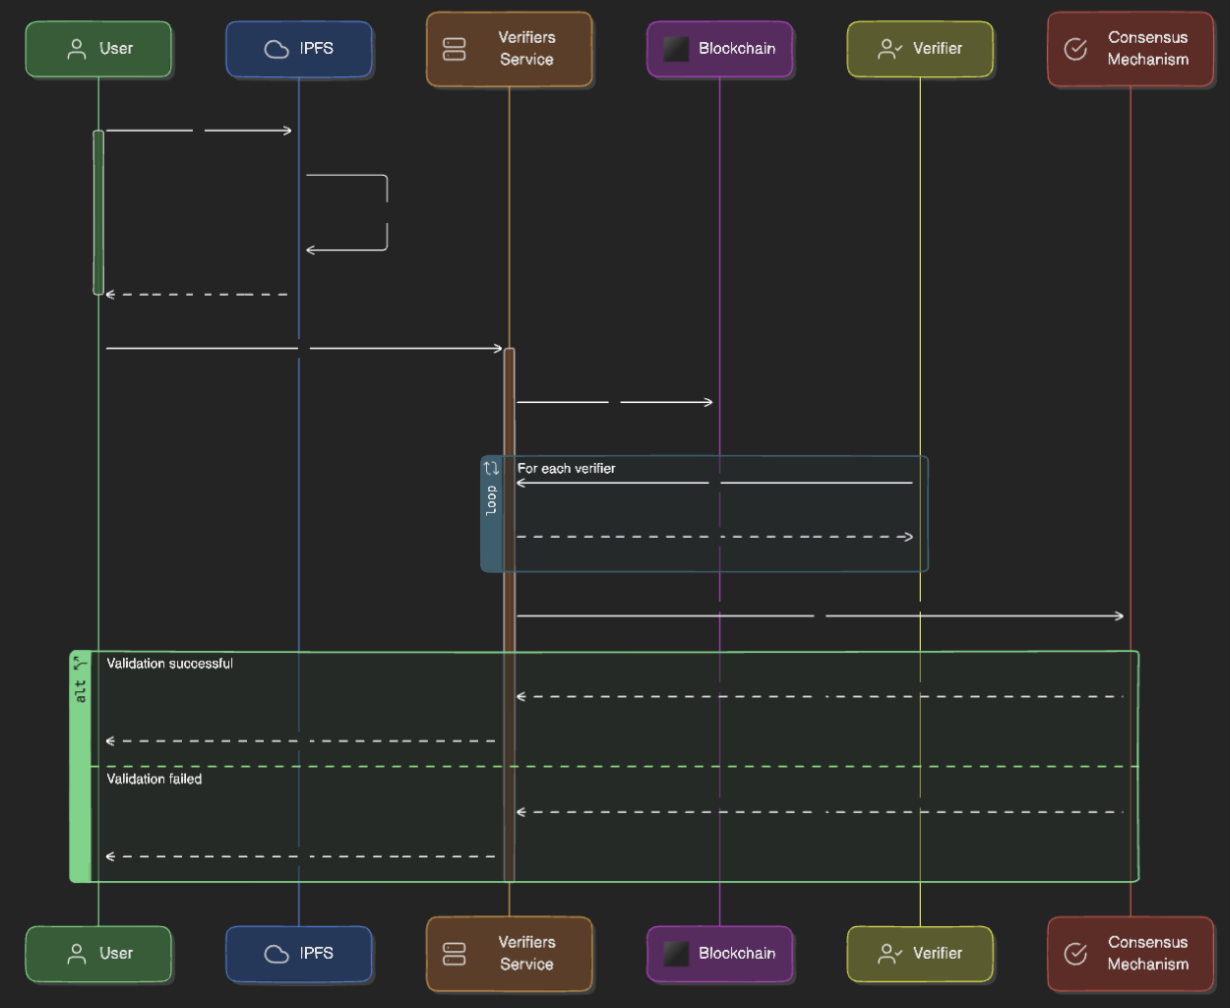 User
IPFS
Verifiers
Service
Blockchain
Verifier
Consensus
Mechanism
For each verifier
loop
Validation successful
alt
Validation failed
User
IPFS
Verifiers
Service
Blockchain
Verifier
Consensus
Mechanism